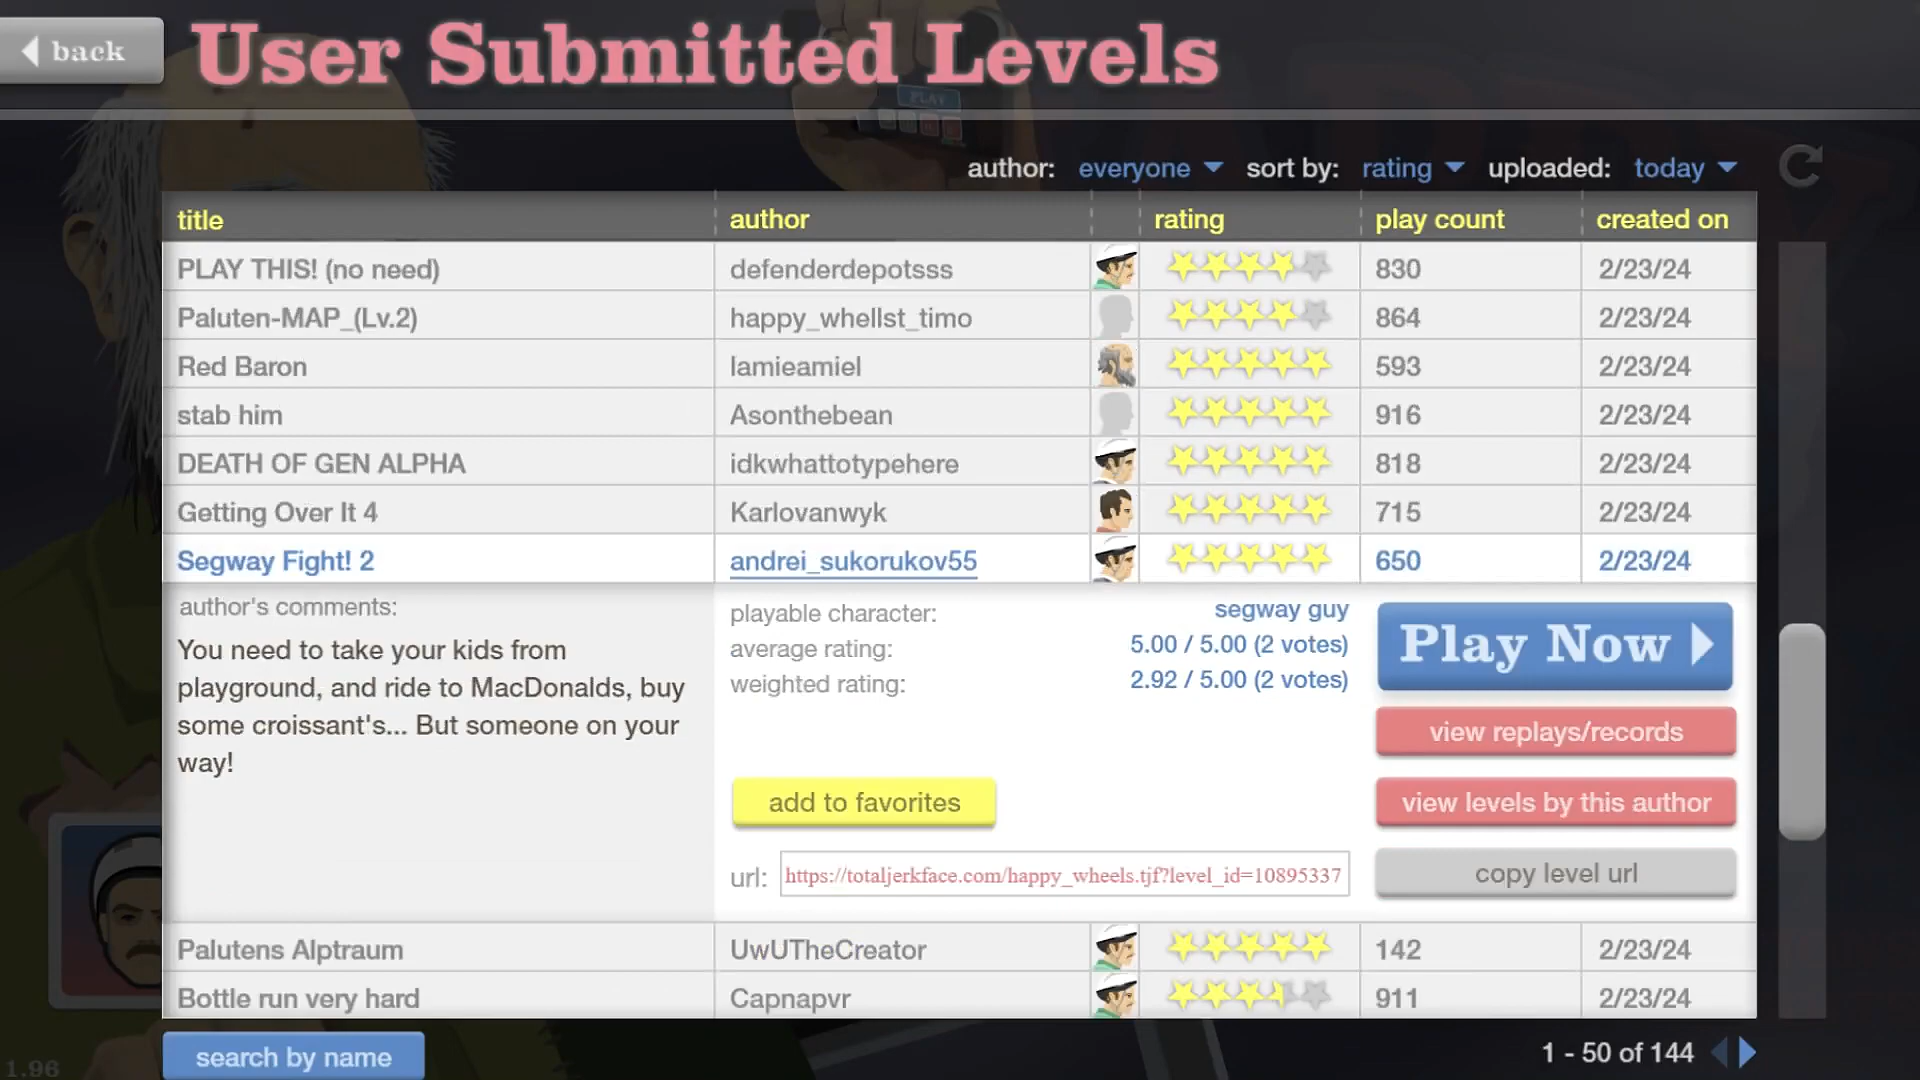 back
User Submitted Levels
PLAY
author: everyone sort by: rating uploaded: today
title author rating play count created on
PLAY THIS! (no need) defenderdepotsss 830 2/23/24
Paluten-MAP_(Lv.2) happy_whellst_timo 864 2/23/24
Red Baron lamieamiel 593 2/23/24
stab him Asonthebean 916 2/23/24
DEATH OF GEN ALPHA idkwhattotypehere 818 2/23/24
Getting Over It 4 Karlovanwyk 715 2/23/24
Segway Fight! 2 andrei_sukorukov55 650 2/23/24
author's comments:
You need to take your kids from
playground, and ride to MacDonalds, buy
some croissant's... But someone on your
way!
playable character: segway guy
average rating: 5.00 / 5.00 (2 votes)
weighted rating: 2.92 / 5.00 (2 votes)
add to favorites
url: https://totaljerkface.com/happy_wheels.tjf?level_id=10895337
Play Now
view replays/records
view levels by this author
copy level url
Palutens Alptraum UwUTheCreator 142 2/23/24
Bottle run very hard Capnapvr 911 2/23/24
search by name
1 - 50 of 144
1.96